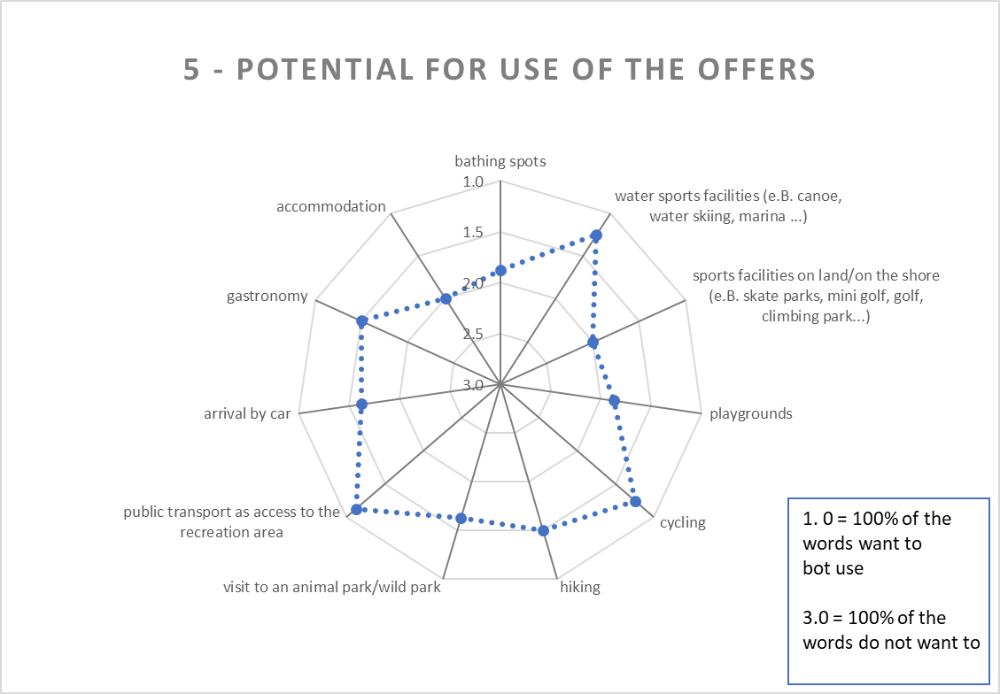 5 - POTENTIAL FOR USE OF THE OFFERS
bathing spots
1.0
1.5
2.0
2.5
3.0
water sports facilities (e.B. canoe,
water skiing, marina ...)
sports facilities on land/on the shore
(e.B. skate parks, mini golf, golf,
climbing park...)
playgrounds
cycling
hiking
visit to an animal park/wild park
public transport as access to the
recreation area
arrival by car
gastronomy
accommodation
1. 0 = 100% of the
words want to
bot use
3.0 = 100% of the
words do not want to